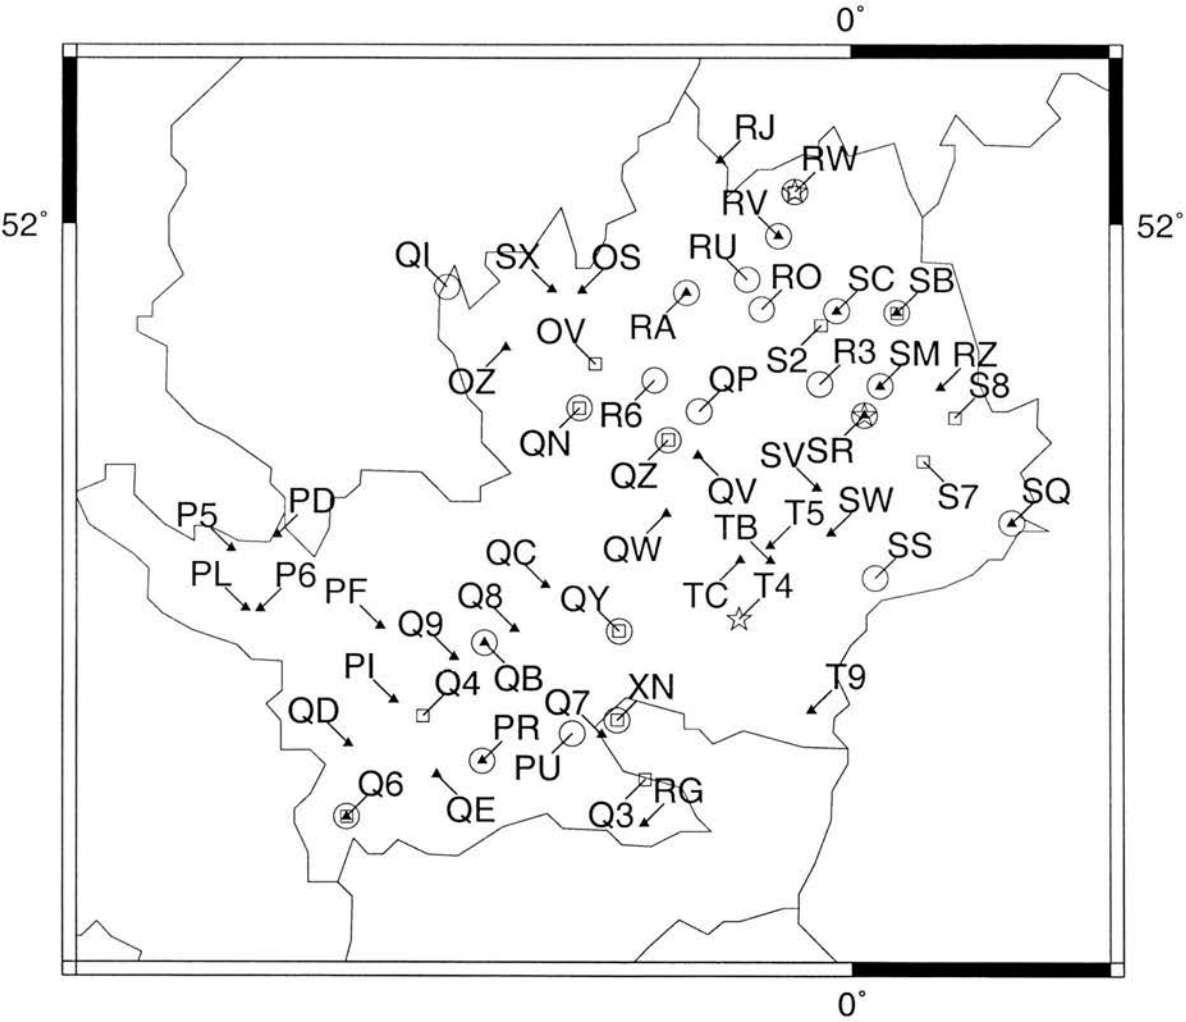 0°
RJ
RW
RV
52°
52°
QI
SX
OS
RU
RO
SC
SB
RA
OV
S2
R3
SM
RZ
OZ
QP
S8
R6
QN
QZ
SV
SR
QV
S7
SQ
P5
PD
TB
T5
SW
QW
SS
QC
PL
P6
PF
Q8
QY
TC
T4
Q9
PI
Q4
QB
T9
Q7
XN
QD
PR
PU
Q6
QE
Q3
RG
0°